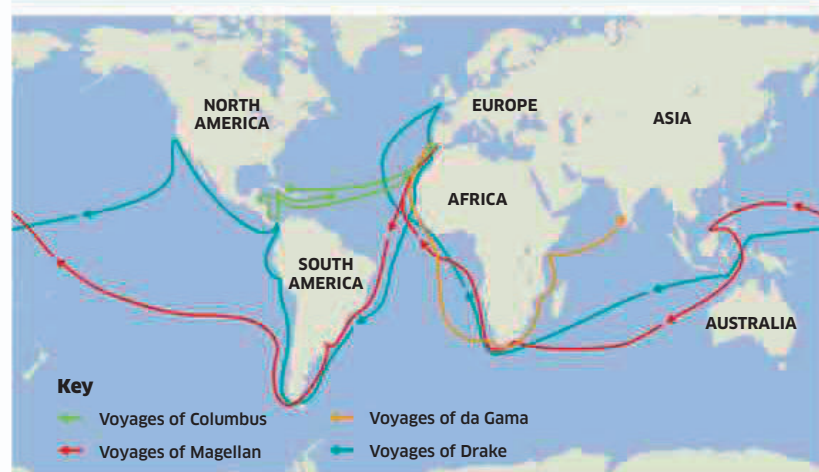 NORTH
AMERICA
EUROPE
ASIA
AFRICA
SOUTH
AMERICA
AUSTRALIA
Key
Voyages of Columbus
Voyages of da Gama
Voyages of Magellan
Voyages of Drake